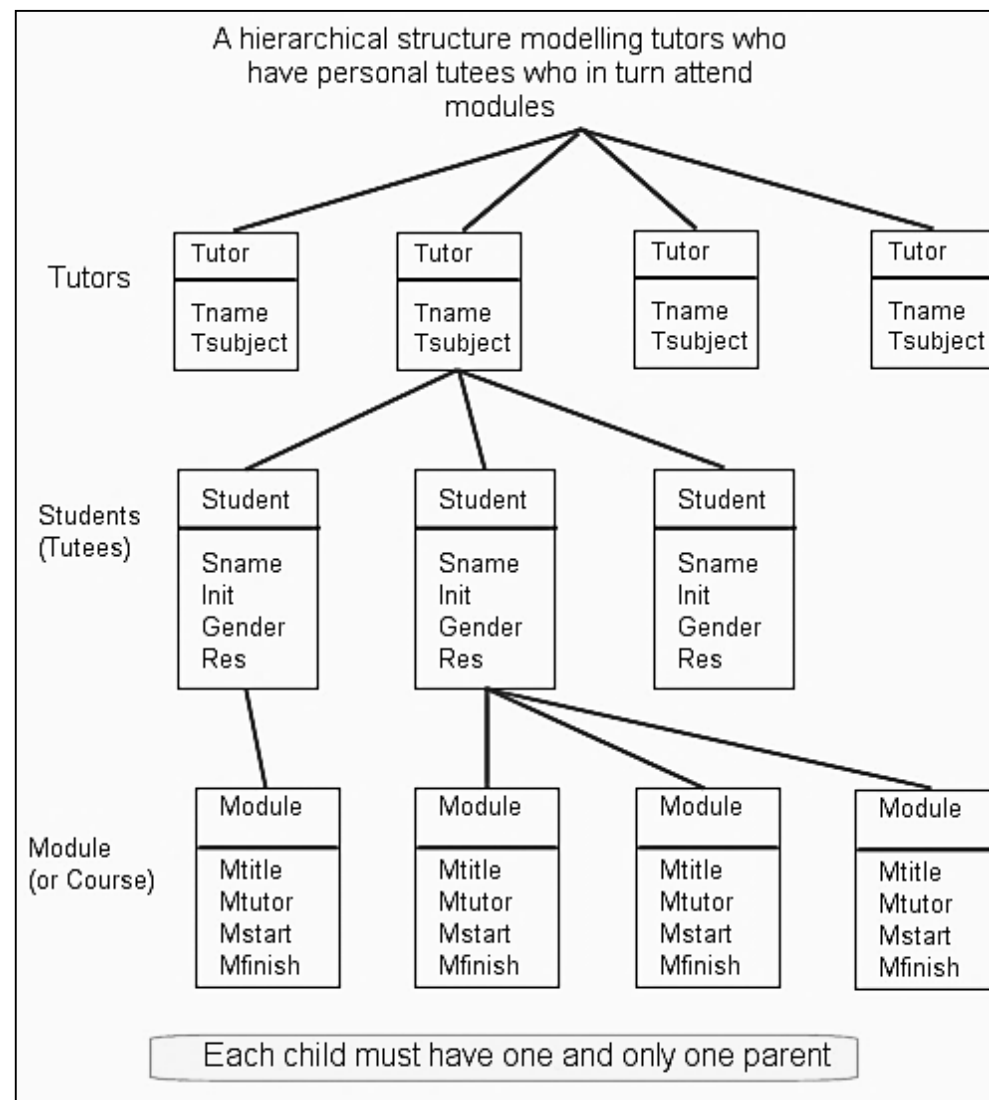 A hierarchical structure modelling tutors who
have personal tutees who in turn attend
modules
Tutors
Tutor
Tname
Tsubject
Tutor
Tname
Tsubject
Tutor
Tname
Tsubject
Tutor
Tname
Tsubject
Students
(Tutees)
Student
Sname
Init
Gender
Res
Student
Sname
Init
Gender
Res
Student
Sname
Init
Gender
Res
Module
(or Course)
Module
Mtitle
Mtutor
Mstart
Mfinish
Module
Mtitle
Mtutor
Mstart
Mfinish
Module
Mtitle
Mtutor
Mstart
Mfinish
Module
Mtitle
Mtutor
Mstart
Mfinish
Each child must have one and only one parent